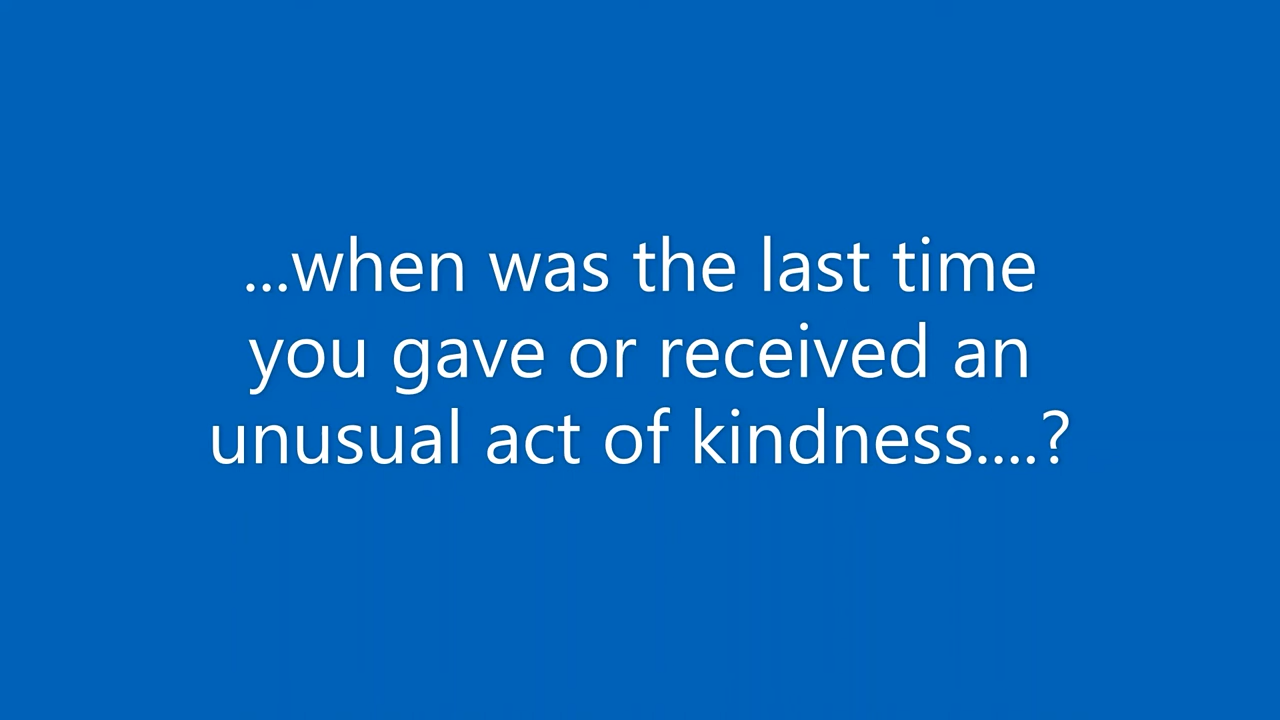 ...when was the last time
you gave or received an
unusual act of kindness....?